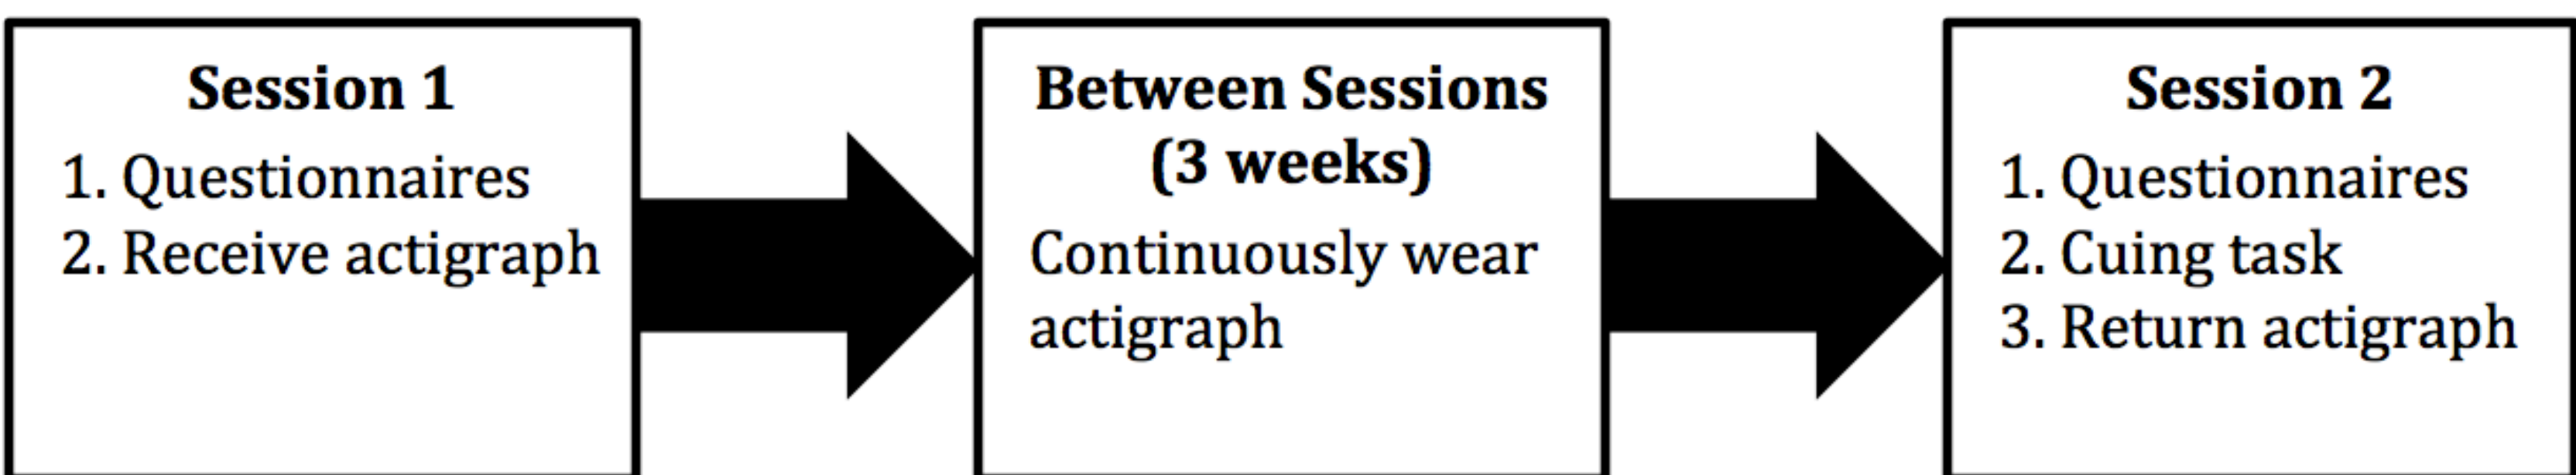 Session 1
1. Questionnaires
2. Receive actigraph
Between Sessions
(3 weeks)
Continuously wear
actigraph
Session 2
1. Questionnaires
2. Cuing task
3. Return actigraph